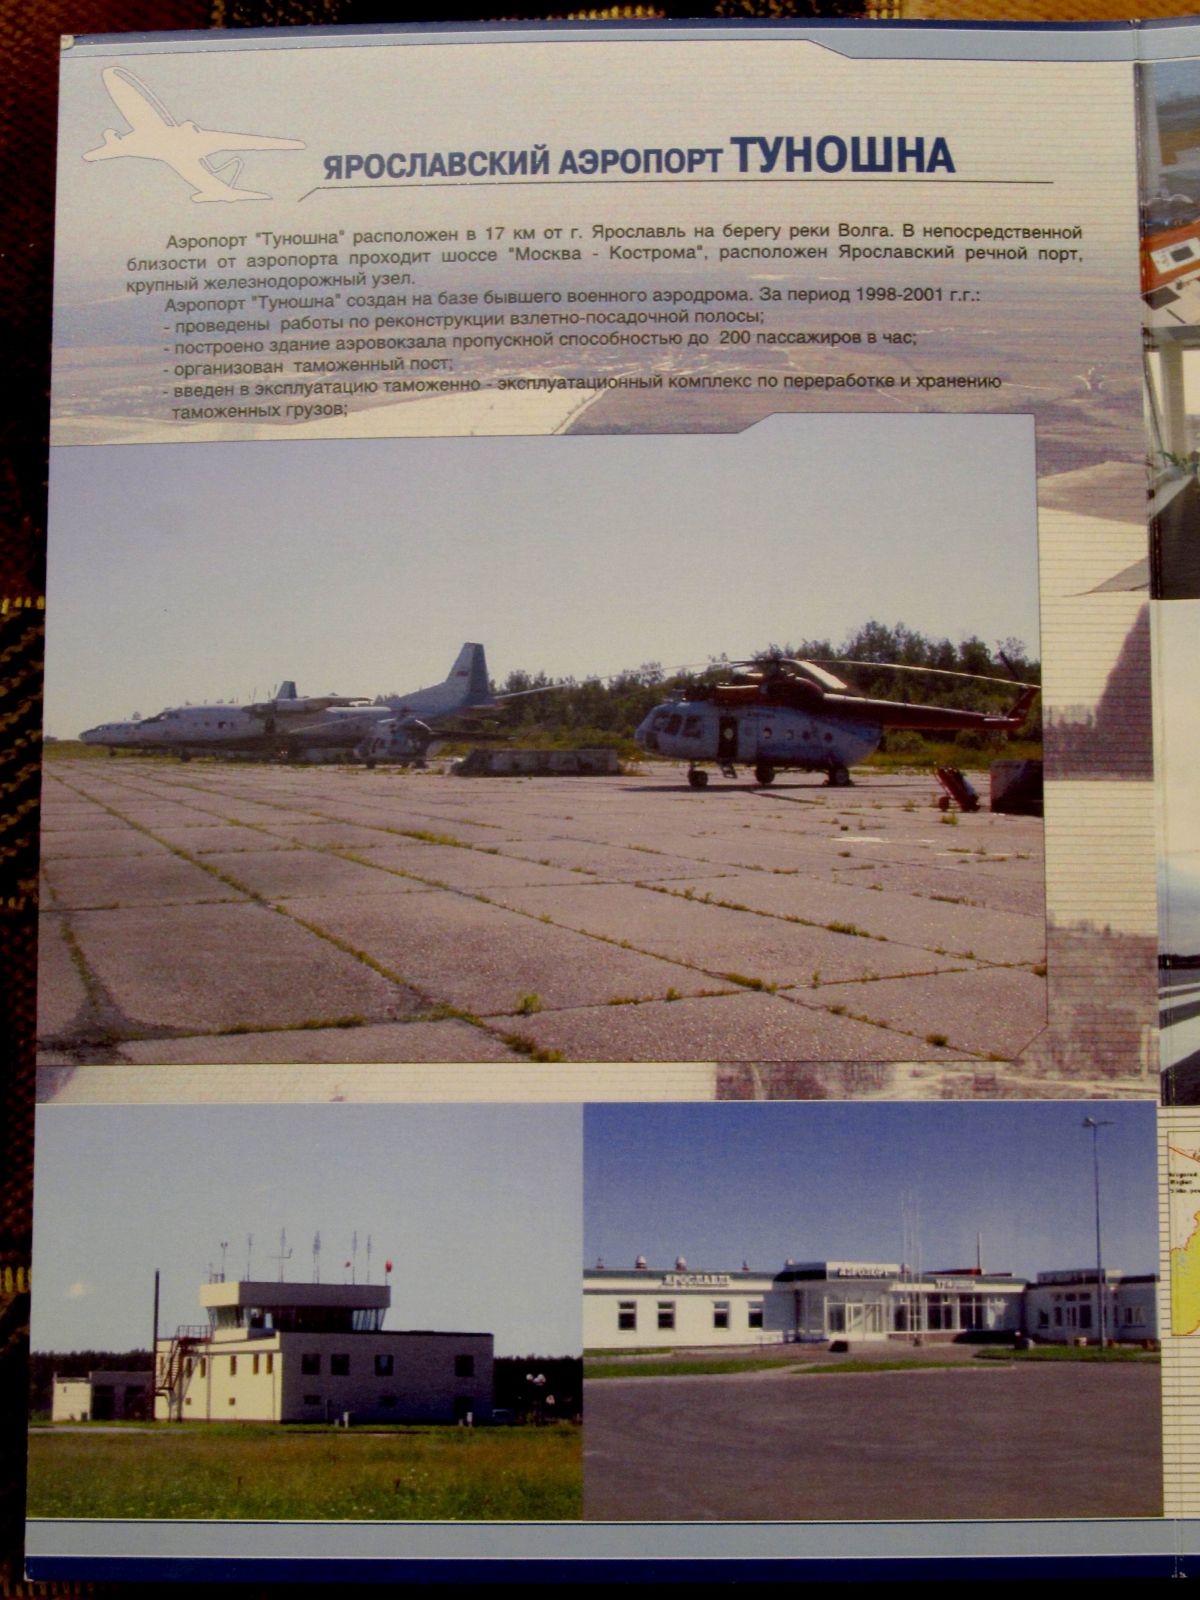 ЯРОСЛАВСКИЙ АЭРОПОРТ ТУНОШНА
Аэропорт "Туношна" расположен в 17 км от г. Ярославль на берегу реки Волга. В непосредственной
близости от аэропорта проходит шоссе "Москва - Кострома", расположен Ярославский речной порт,
крупный железнодорожный узел.
Аэропорт "Туношна" создан на базе бывшего военного аэродрома. За период 1998-2001 г.г.:
- проведены работы по реконструкции взлетно-посадочной полосы;
- построено здание аэровокзала пропускной способностью до 200 пассажиров в час;
- организован таможенный пост;
- введен в эксплуатацию таможенно - эксплуатационный комплекс по переработке и хранению
таможенных грузов;
ЯРОСЛАВЛЬ АЭРОПОРТ ТУНОШНА